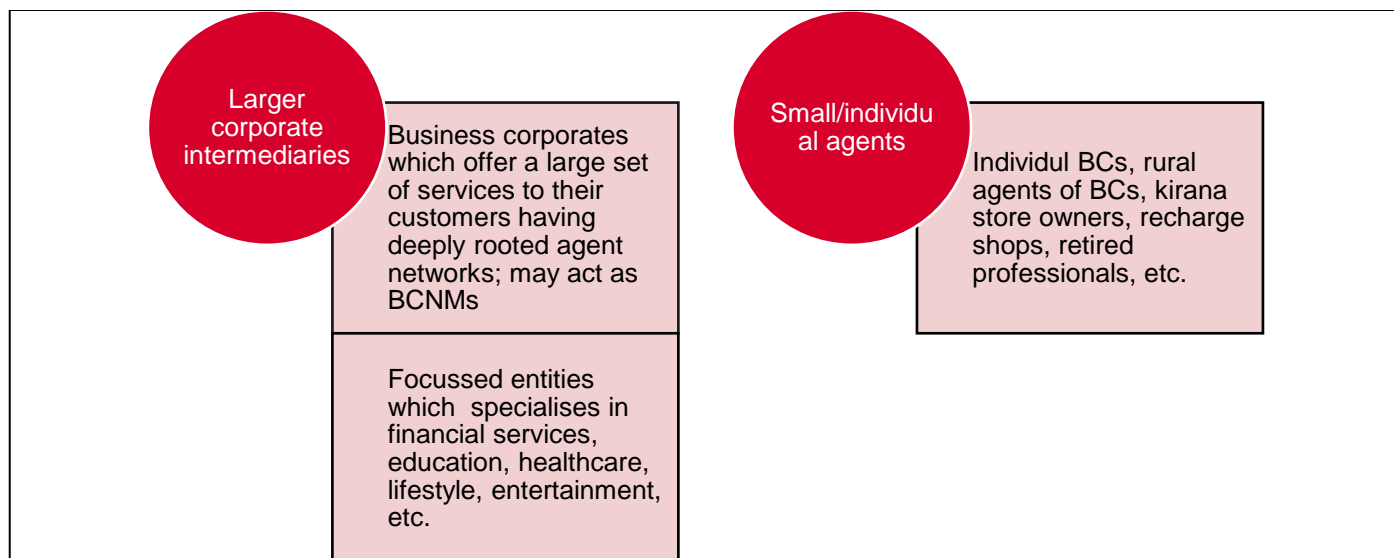 Larger
corporate
intermediaries
Business corporates
which offer a large set
of services to their
customers having
deeply rooted agent
networks; may act as
BCNMs
Focussed entities
which specialises in
financial services,
education, healthcare,
lifestyle, entertainment,
etc.
Small/individu
al agents
Individul BCs, rural
agents of BCs, kirana
store owners, recharge
shops, retired
professionals, etc.